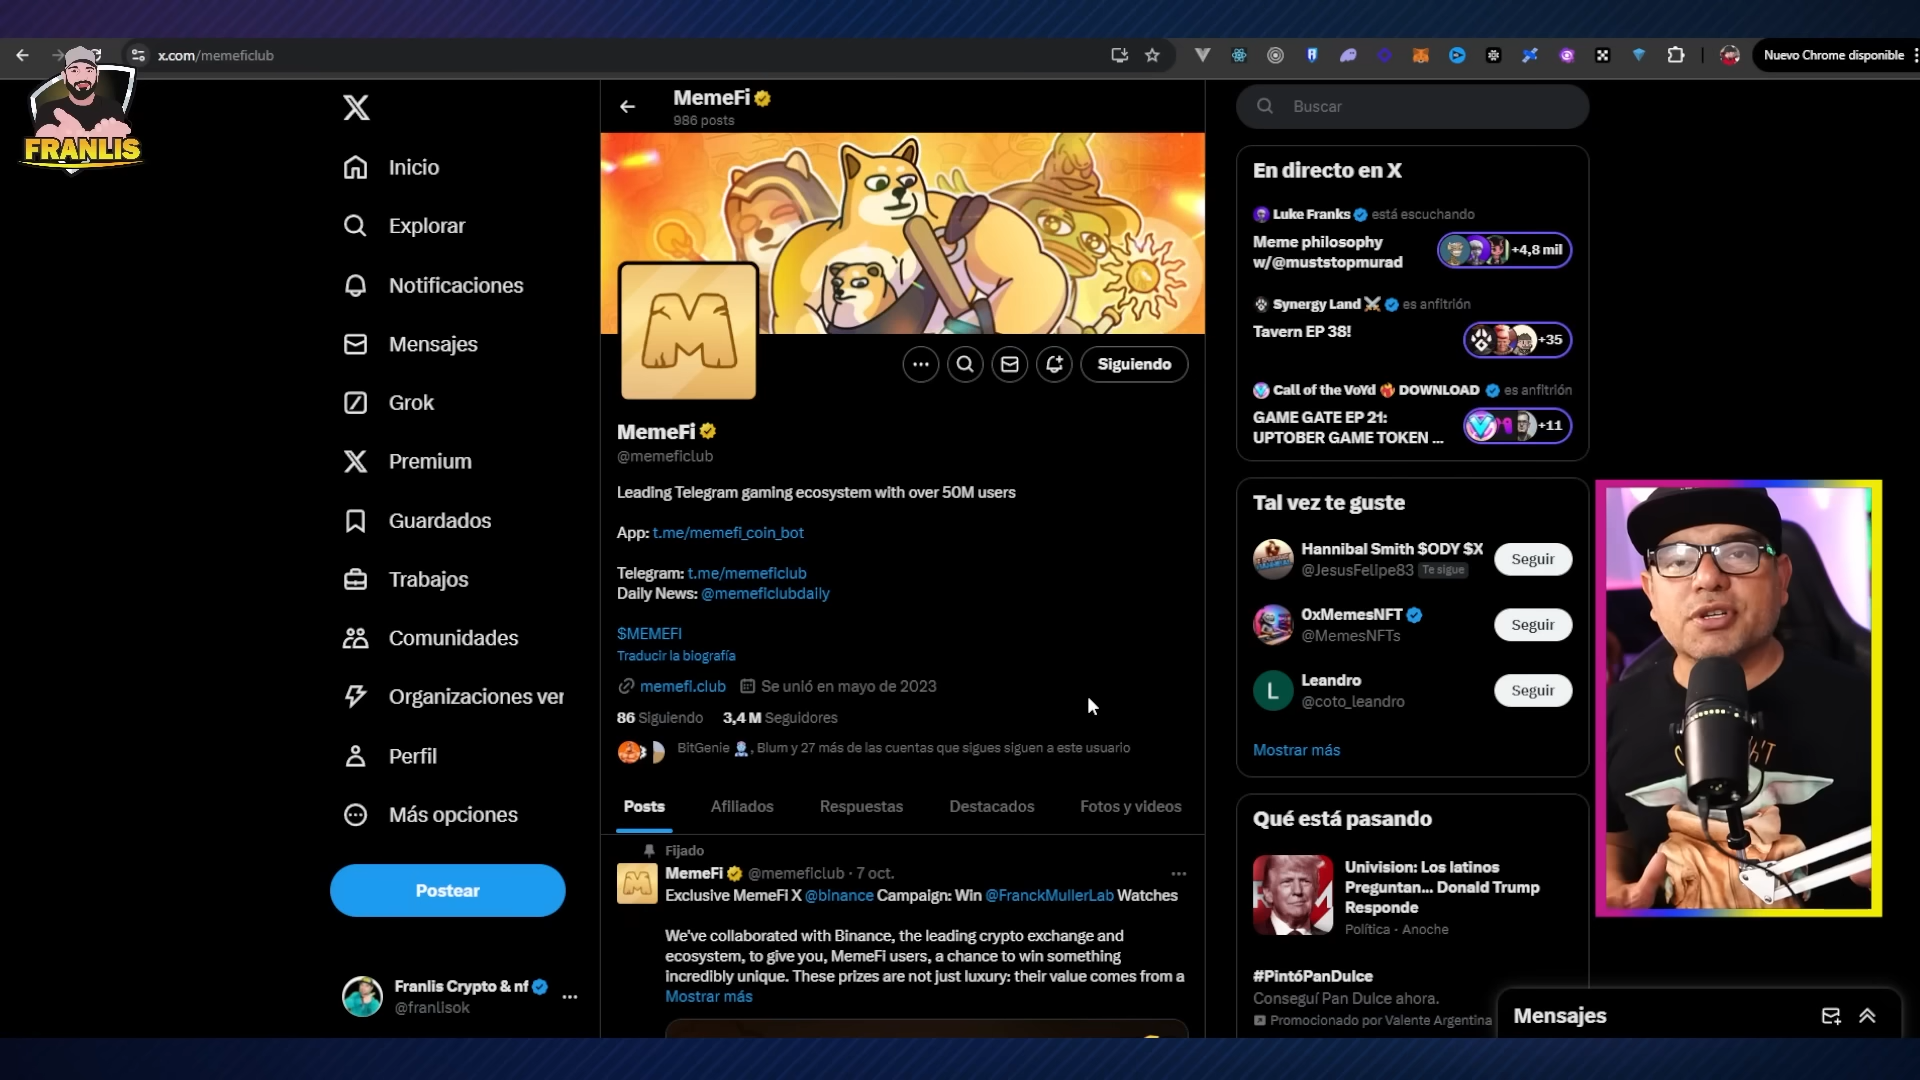 x.com/memeficlub
Nuevo Chrome disponible
FRANLIS
Inicio
Explorar
Notificaciones
Mensajes
Grok
Premium
Guardados
Trabajos
Comunidades
Organizaciones ver
Perfil
Más opciones
Postear
Franlis Crypto & nf
@franlisok
MemeFi
986 posts
M
Siguiendo
MemeFi
@memeficlub
Leading Telegram gaming ecosystem with over 50M users
App: t.me/memefi_coin_bot
Telegram: t.me/memeficlub
Daily News: @memeficlubdaily
$MEMEFI
Traducir la biografía
memefi.club Se unió en mayo de 2023
86 Siguiendo 3,4 M Seguidores
BitGenie, Blum y 27 más de las cuentas que sigues siguen a este usuario
Posts Afiliados Respuestas Destacados Fotos y videos
Fijado
MemeFi @memeficlub · 7 oct.
Exclusive MemeFi X @binance Campaign: Win @FranckMullerLab Watches
We've collaborated with Binance, the leading crypto exchange and
ecosystem, to give you, MemeFi users, a chance to win something
incredibly unique. These prizes are not just luxury: their value comes from a
Mostrar más
Buscar
En directo en X
Luke Franks está escuchando
Meme philosophy
w/@muststopmurad
+4,8 mil
Synergy Land es anfitrión
Tavern EP 38!
+35
Call of the VoYd DOWNLOAD es anfitrión
GAME GATE EP 21:
UPTOBER GAME TOKEN ...
+11
Tal vez te guste
Hannibal Smith $ODY $X
@JesusFelipe83 Te sigue
Seguir
0xMemesNFT
@MemesNFTs
Seguir
L
Leandro
@coto_leandro
Seguir
Mostrar más
Qué está pasando
Univision: Los latinos
Preguntan... Donald Trump
Responde
Política · Anoche
#PintóPanDulce
Conseguí Pan Dulce ahora.
Promocionado por Valente Argentina
Mensajes